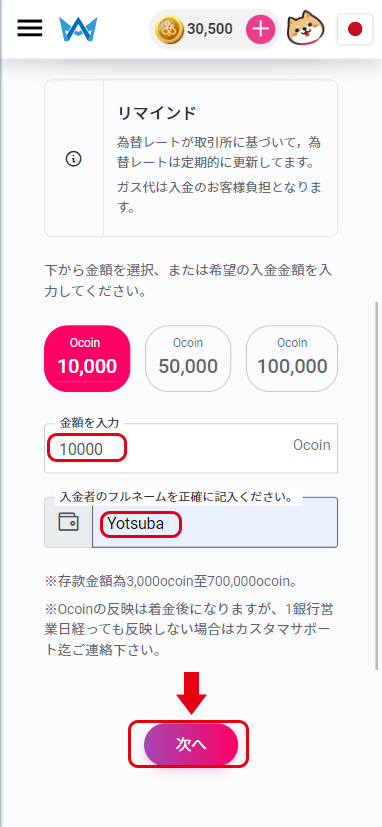 30,500
リマインド
為替レートが取引所に基づいて，為
替レートは定期的に更新してます。
ガス代は入金のお客様負担となりま
す。
下から金額を選択、または希望の入金金額を入
力してください。
Ocoin Ocoin Ocoin
10,000 50,000 100,000
金額を入力
10000 Ocoin
入金者のフルネームを正確に記入ください。
Yotsuba
※存款金額為3,000ocoin至700,000ocoin。
※Ocoinの反映は着金後になりますが、1銀行営
業日経っても反映しない場合はカスタマサポー
ト迄ご連絡下さい。
次へ